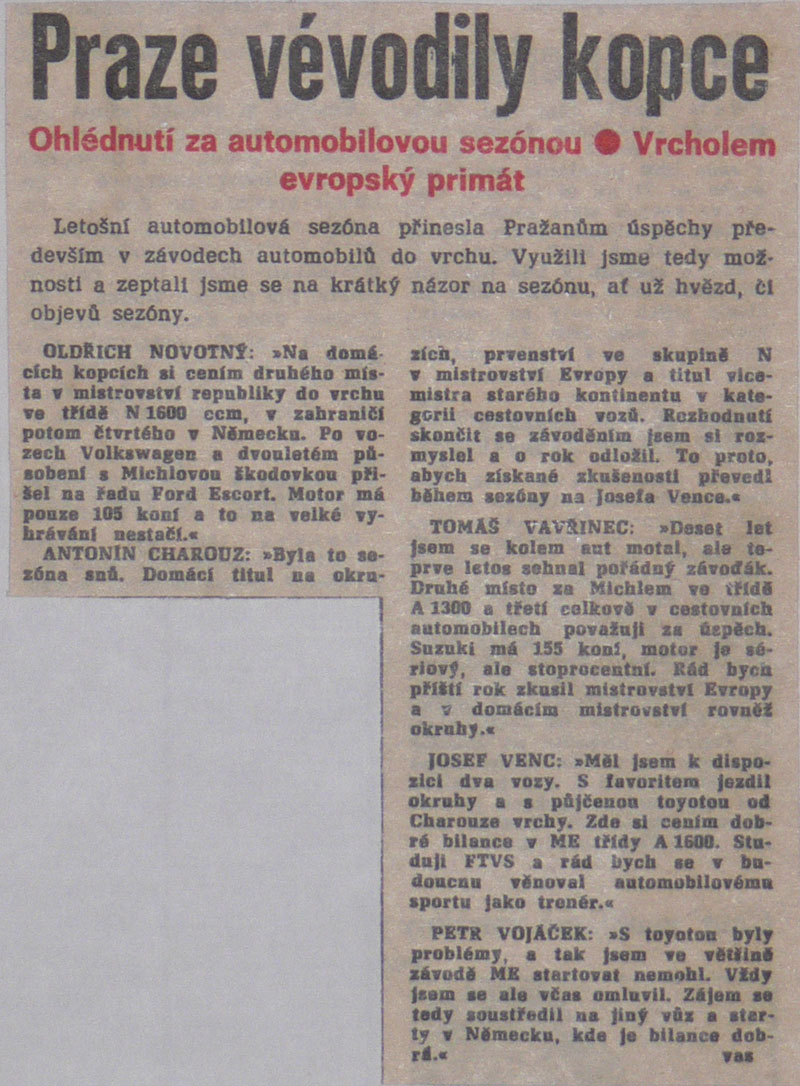 Praze vévodily kopce
Ohlédnutí za automobilovou sezónou ● Vrcholem
evropský primát
Letošní automobilová sezóna přinesla Pražanům úspěchy pře-
devším v závodech automobilů do vrchu. Využili jsme tedy mož-
nosti a zeptali jsme se na krátký názor na sezónu, ať už hvězd, či
objevů sezóny.
OLDŘICH NOVOTNÝ: »Na domá-
cích kopcích si cením druhého mís-
ta v mistrovství republiky do vrchu
ve třídě N 1600 ccm, v zahraničí
potom čtvrtého v Německu. Po vo-
zech Volkswagen a dvouletém pů-
sobení s Michlovou škodovkou při-
šel na řadu Ford Escort. Motor má
pouze 105 koní a to na velké vy-
hrávání nestačí.«
ANTONÍN CHAROUZ: »Byla to se-
zóna snů. Domácí titul na okru-
zích, prvenství ve skupině N
v mistrovství Evropy a titul vice-
mistra starého kontinentu v kate-
gorii cestovních vozů. Rozhodnutí
skončit se závoděním jsem si roz-
myslel a o rok odložil. To proto,
abych získané zkušenosti převedl
během sezóny na Josefa Vence.«
TOMÁŠ VAVŘINEC: »Deset let
jsem se kolem aut motal, ale te-
prve letos sehnal pořádný závoďák.
Druhé místo za Michlem ve třídě
A 1300 a třetí celkově v cestovních
automobilech považuji za úspěch.
Suzuki má 155 koní, motor je sé-
riový, ale stoprocentní. Rád bych
příští rok zkusil mistrovství Evropy
a v domácím mistrovství rovněž
okruhy.«
JOSEF VENC: »Měl jsem k dispo-
zici dva vozy. S favoritem jezdil
okruhy a s půjčenou toyotou od
Charouze vrchy. Zde si cením dob-
ré bilance v ME třídy A 1600. Stu-
duji FTVS a rád bych se v bu-
doucnu věnoval automobilovému
sportu jako trenér.«
PETR VOJÁČEK: »S toyotou byly
problémy, a tak jsem ve většině
závodě ME startovat nemohl. Vždy
jsem se ale včas omluvil. Zájem se
tedy soustředil na jiný vůz a star-
ty v Německu, kde je bilance dob-
rá.« vas